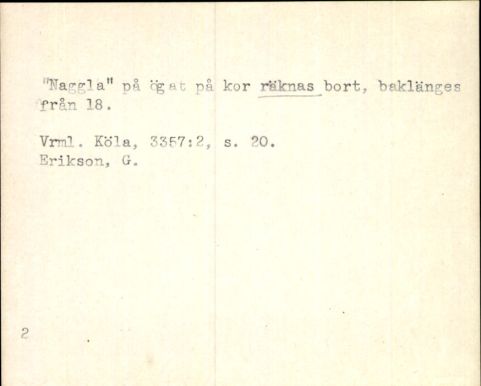 "Naggla" på ögat på kor räknas bort, baklänges
från 18.
Vrml. Köla, 3357:2, s. 20.
Erikson, G.
2